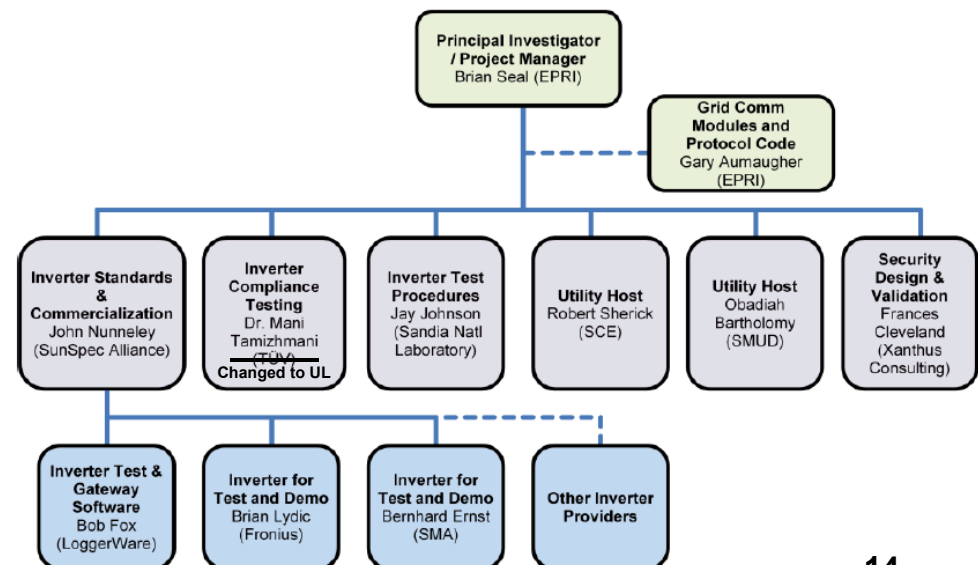 Principal Investigator
/ Project Manager
Brian Seal (EPRI)
Grid Comm
Modules and
Protocol Code
Gary Aumaugher
(EPRI)
Inverter Standards
&
Commercialization
John Nunneley
(SunSpec Alliance)
Inverter
Compliance
Testing
Dr. Mani
Tamizhmani
(TÜV)
Changed to UL
Inverter Test
Procedures
Jay Johnson
(Sandia Natl
Laboratory)
Utility Host
Robert Sherick
(SCE)
Utility Host
Obadiah
Bartholomy
(SMUD)
Security
Design &
Validation
Frances
Cleveland
(Xanthus
Consulting)
Inverter Test &
Gateway
Software
Bob Fox
(LoggerWare)
Inverter for
Test and Demo
Brian Lydic
(Fronius)
Inverter for
Test and Demo
Bernhard Ernst
(SMA)
Other Inverter
Providers
14